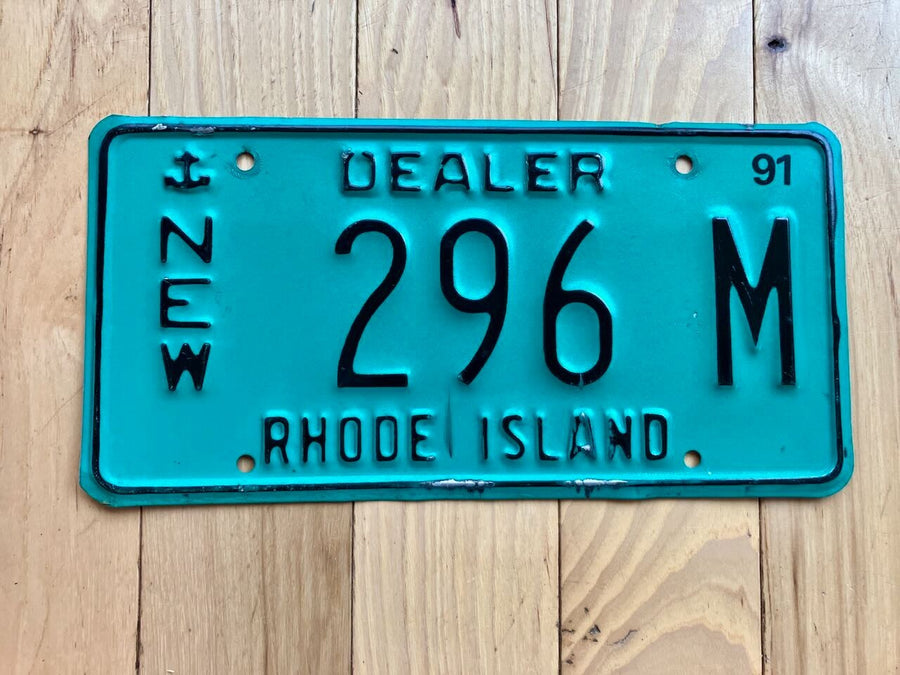 DEALER 91
NEW
296 M
RHODE ISLAND